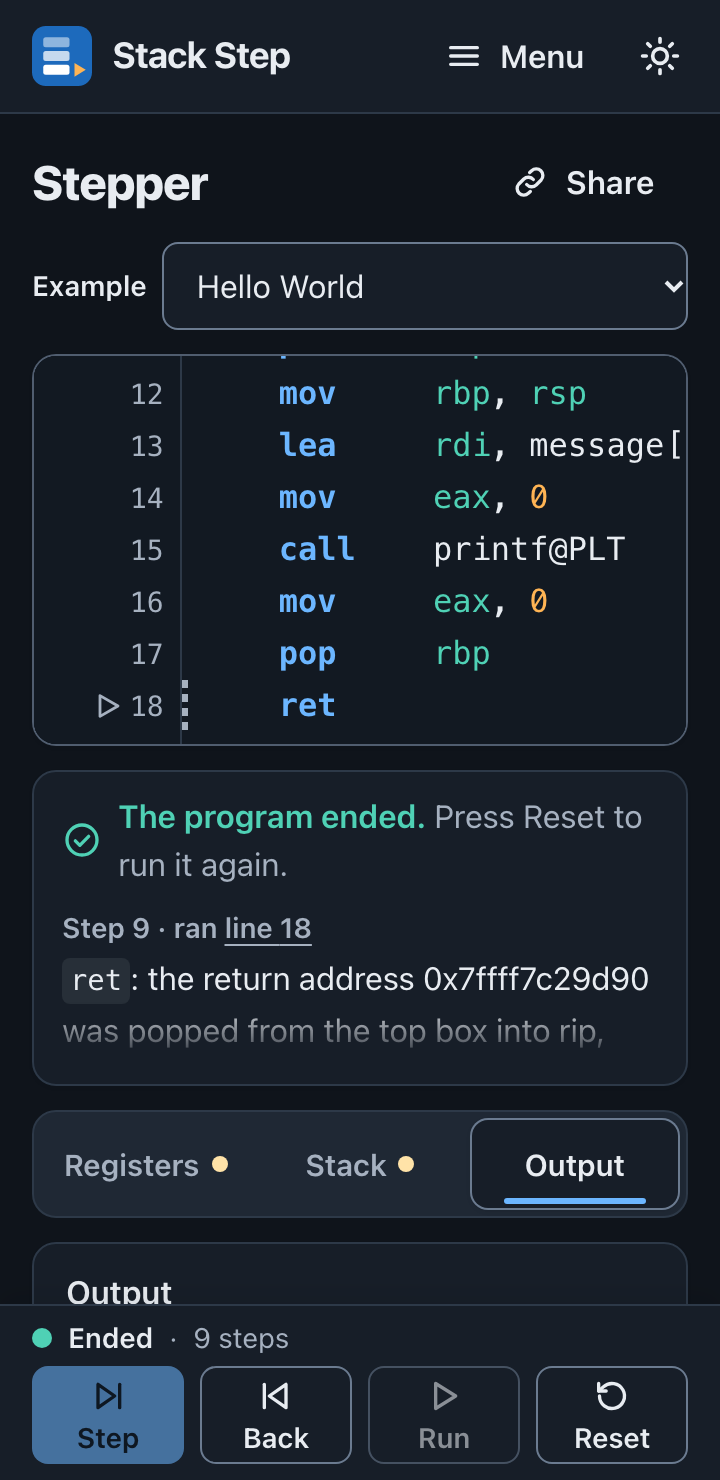 Stack Step
Menu
Stepper
Share
Example
Hello World
12 mov rbp, rsp
13 lea rdi, message[
14 mov eax, 0
15 call printf@PLT
16 mov eax, 0
17 pop rbp
18 ret
The program ended. Press Reset to
run it again.
Step 9 · ran line 18
ret: the return address 0x7ffff7c29d90
was popped from the top box into rip,
Registers
Stack
Output
Output
Ended · 9 steps
Step
Back
Run
Reset